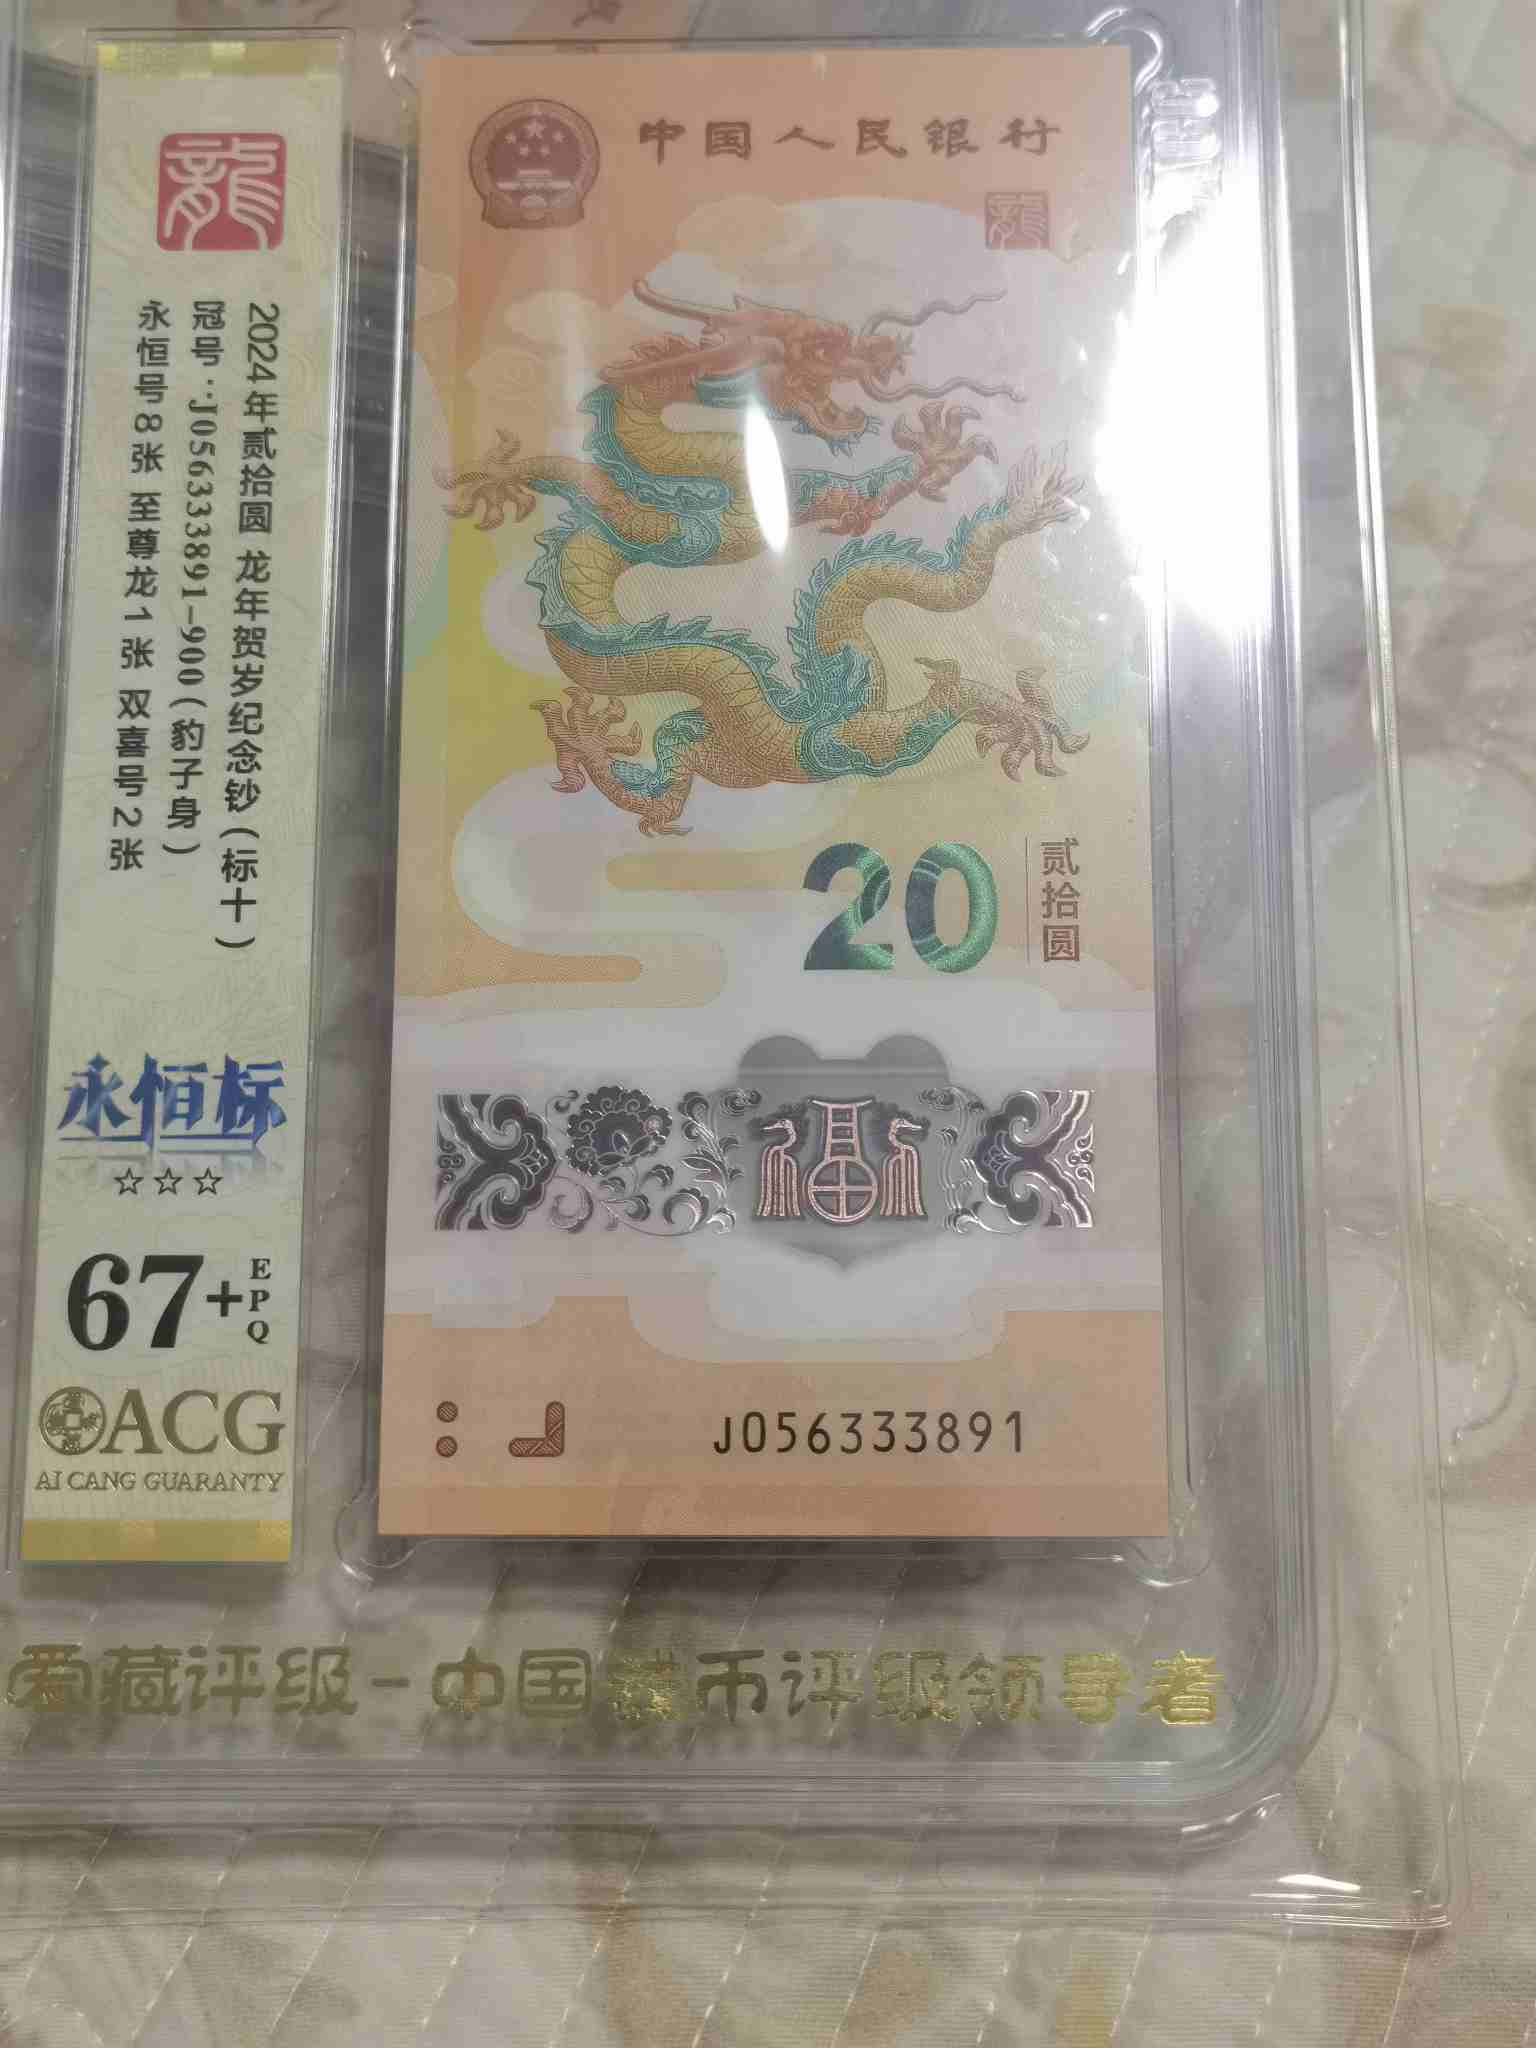 龍
2024年贰拾圆 龙年贺岁纪念钞(标十)
冠号:J056333891-900(豹子身)
永恒号8张 至尊龙1张 双喜号2张
永恒标
☆☆☆
67+
EPQ
ACG
AI CANG GUARANTY
中国人民银行
龍
20
贰拾圆
福
J056333891
爱藏评级-中国钱币评级领导者